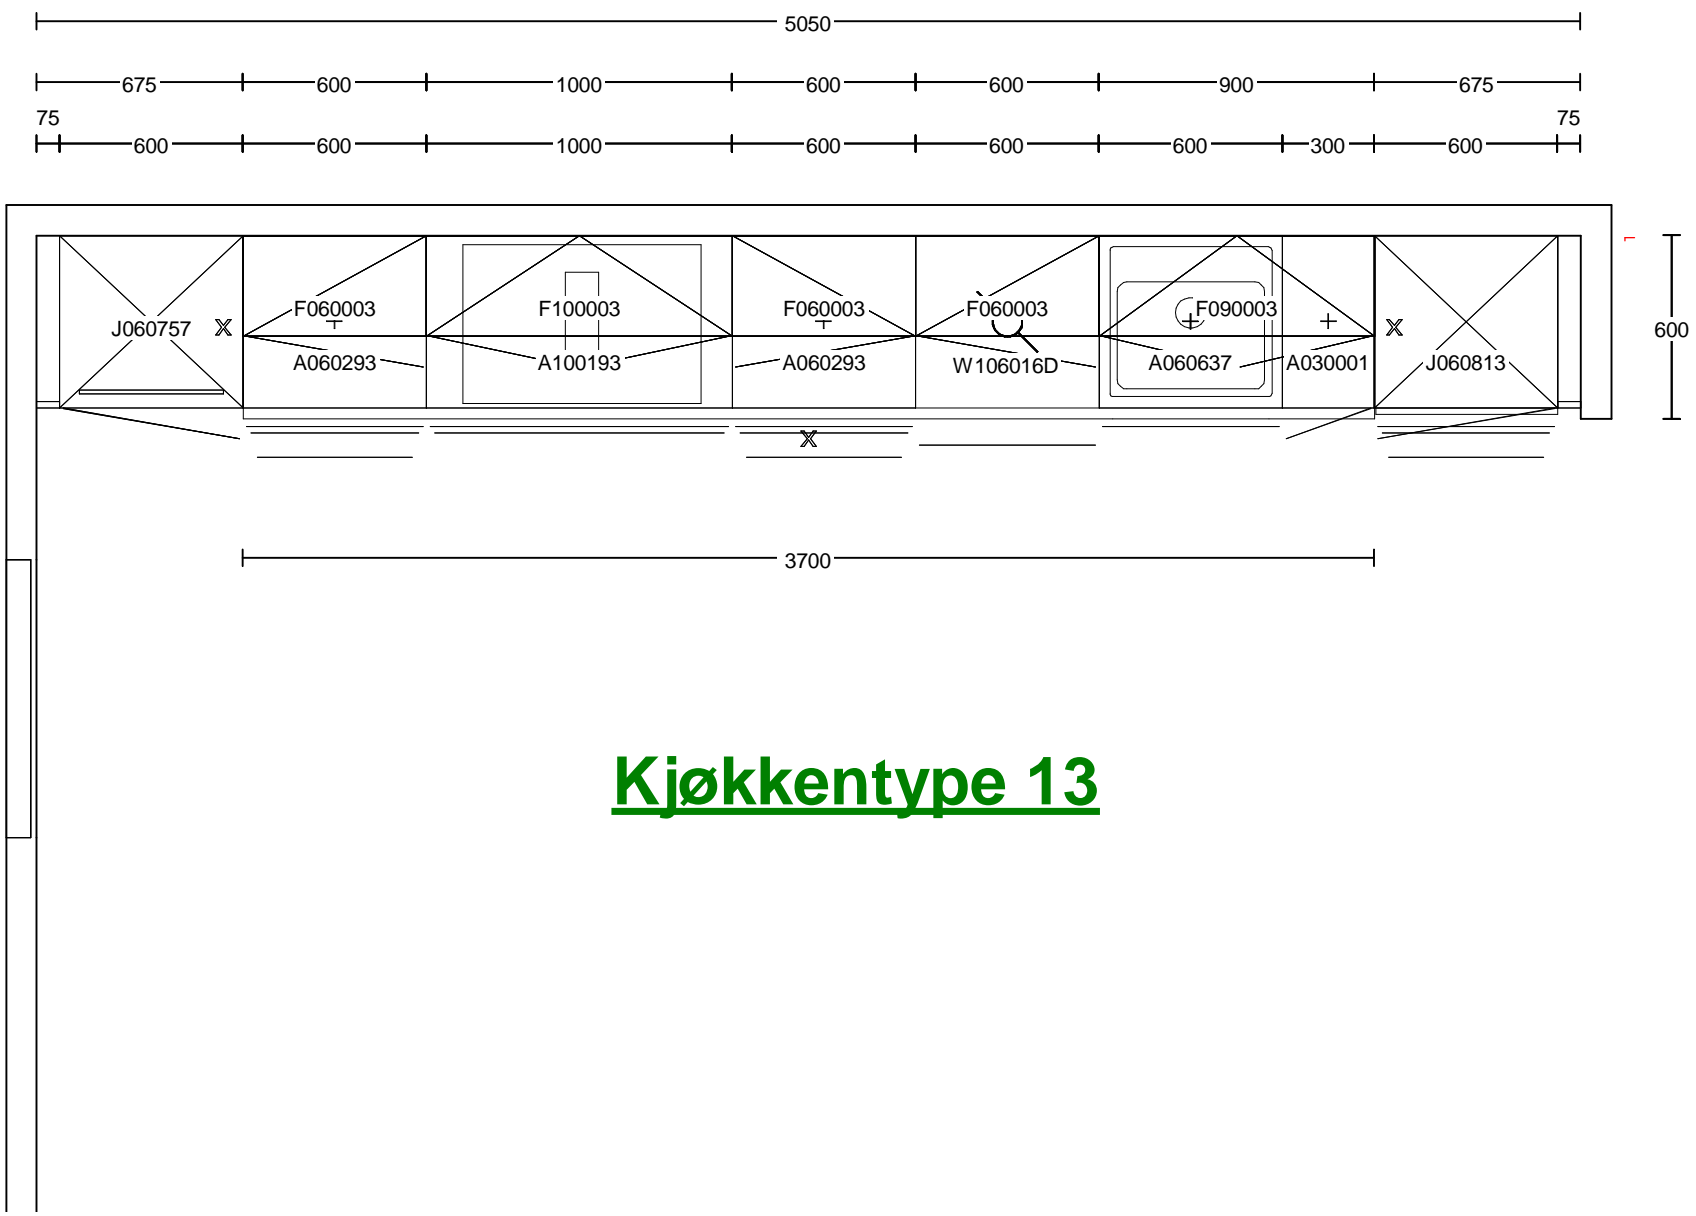 5050
675 600 1000 600 600 900 675
75 75
600 600 1000 600 600 600 300 600
F060003 F100003 F060003 F060003 F090003
J060757 X X 600
A060293 A100193 A060293 W106016D A060637 A030001 J060813
X
3700
Kjøkkentype 13